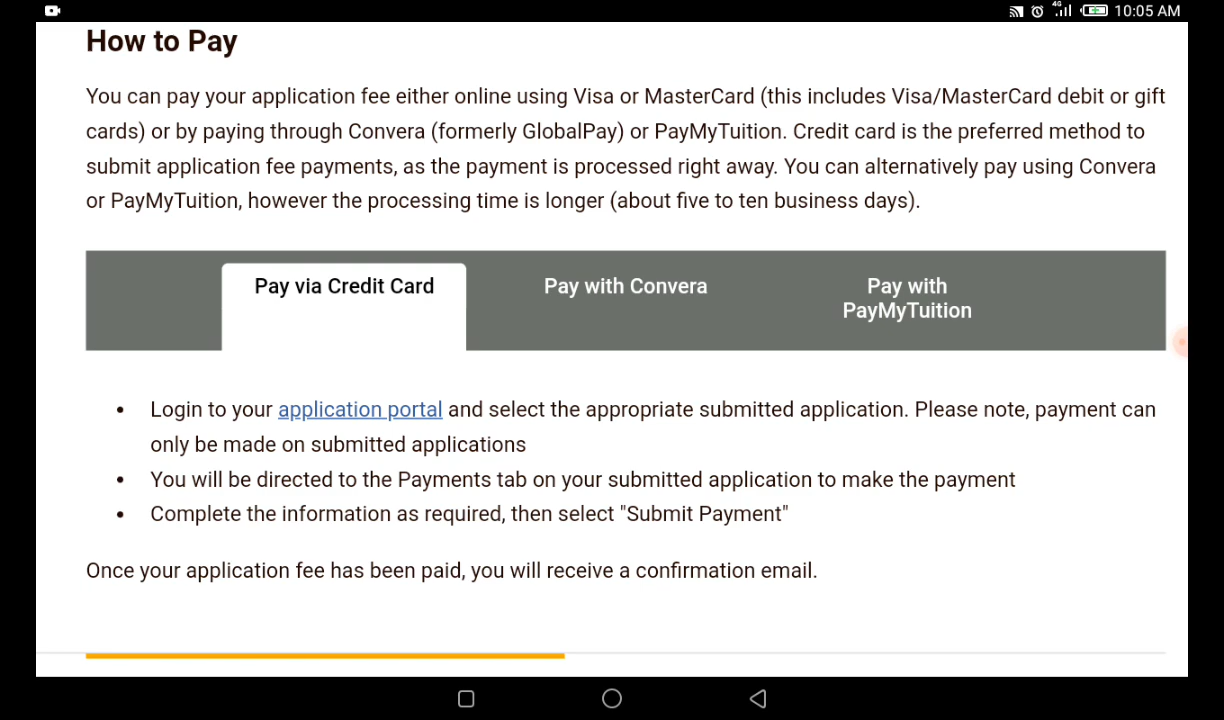 4G 10:05 AM
How to Pay
You can pay your application fee either online using Visa or MasterCard (this includes Visa/MasterCard debit or gift
cards) or by paying through Convera (formerly GlobalPay) or PayMyTuition. Credit card is the preferred method to
submit application fee payments, as the payment is processed right away. You can alternatively pay using Convera
or PayMyTuition, however the processing time is longer (about five to ten business days).
Pay via Credit Card
Pay with Convera
Pay with
PayMyTuition
• Login to your application portal and select the appropriate submitted application. Please note, payment can
only be made on submitted applications
• You will be directed to the Payments tab on your submitted application to make the payment
• Complete the information as required, then select "Submit Payment"
Once your application fee has been paid, you will receive a confirmation email.